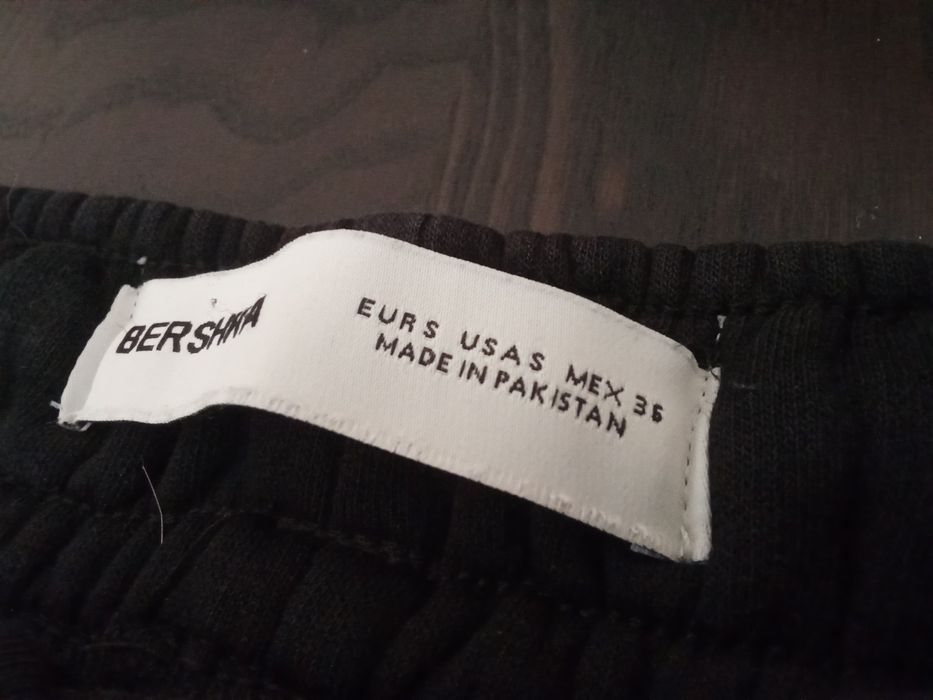 BERSHKA
EUR S USA S MEX 36
MADE IN PAKISTAN